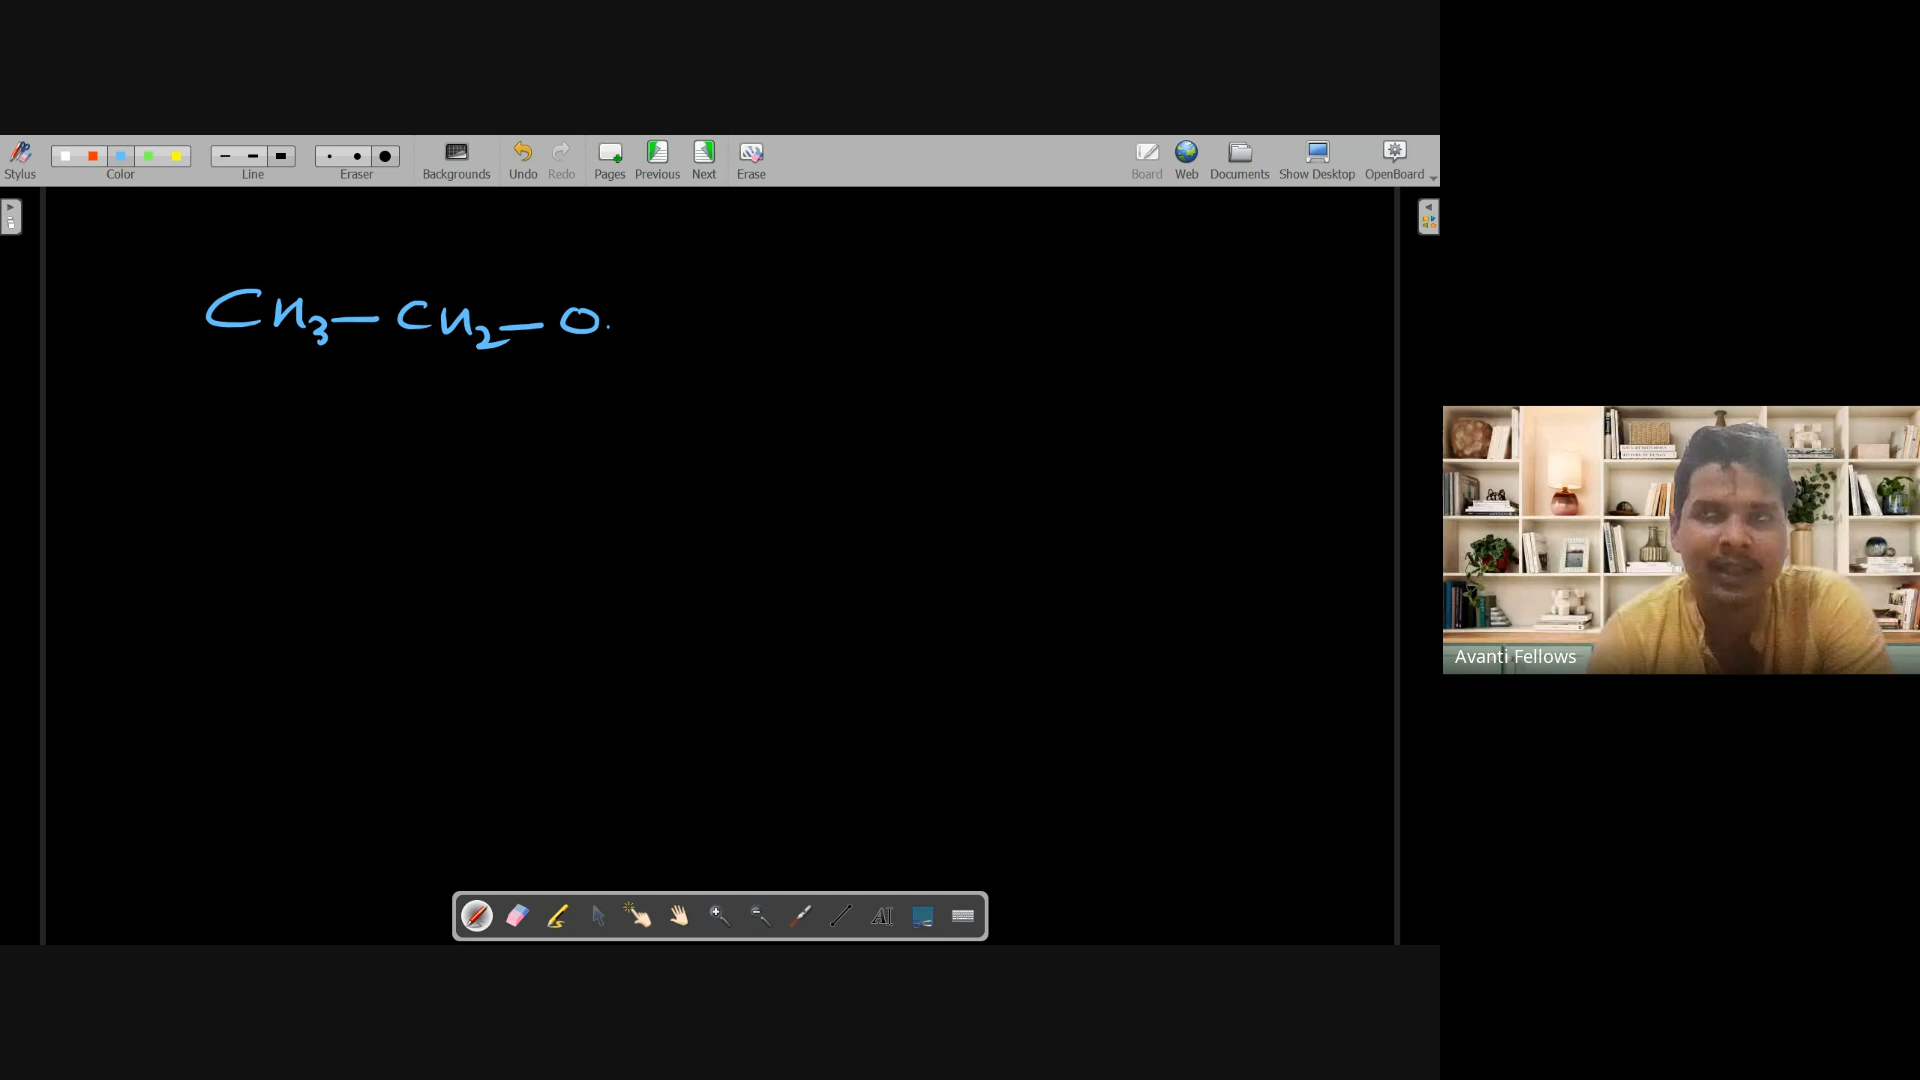 Stylus Color Line Eraser Backgrounds Undo Redo Pages Previous Next Erase Board Web Documents Show Desktop OpenBoard
CH3 — CH2 — O.
Avanti Fellows
AI